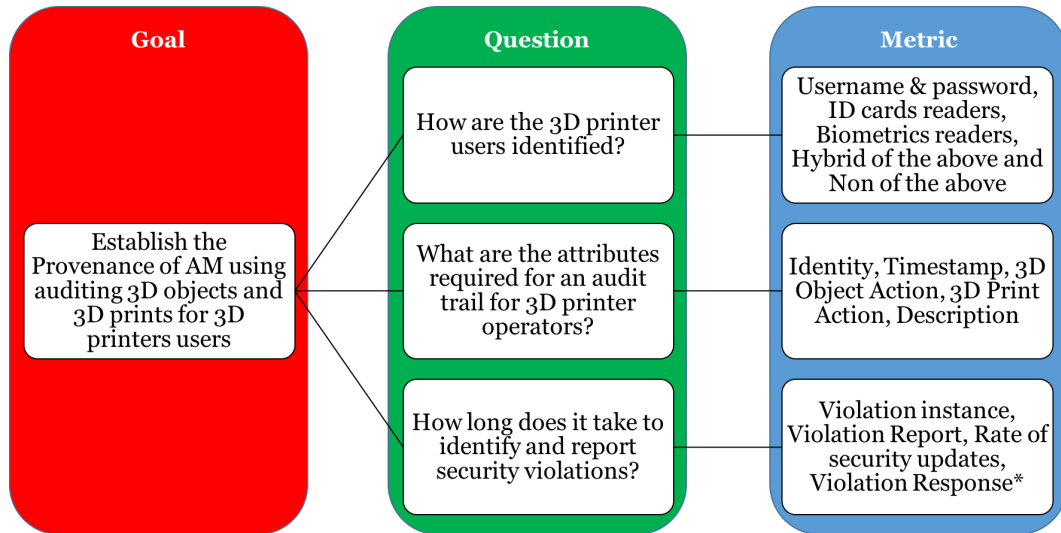 Goal
Establish the
Provenance of AM using
auditing 3D objects and
3D prints for 3D
printers users
Question
How are the 3D printer
users identified?
What are the attributes
required for an audit
trail for 3D printer
operators?
How long does it take to
identify and report
security violations?
Metric
Username & password,
ID cards readers,
Biometrics readers,
Hybrid of the above and
Non of the above
Identity, Timestamp, 3D
Object Action, 3D Print
Action, Description
Violation instance,
Violation Report, Rate of
security updates,
Violation Response*